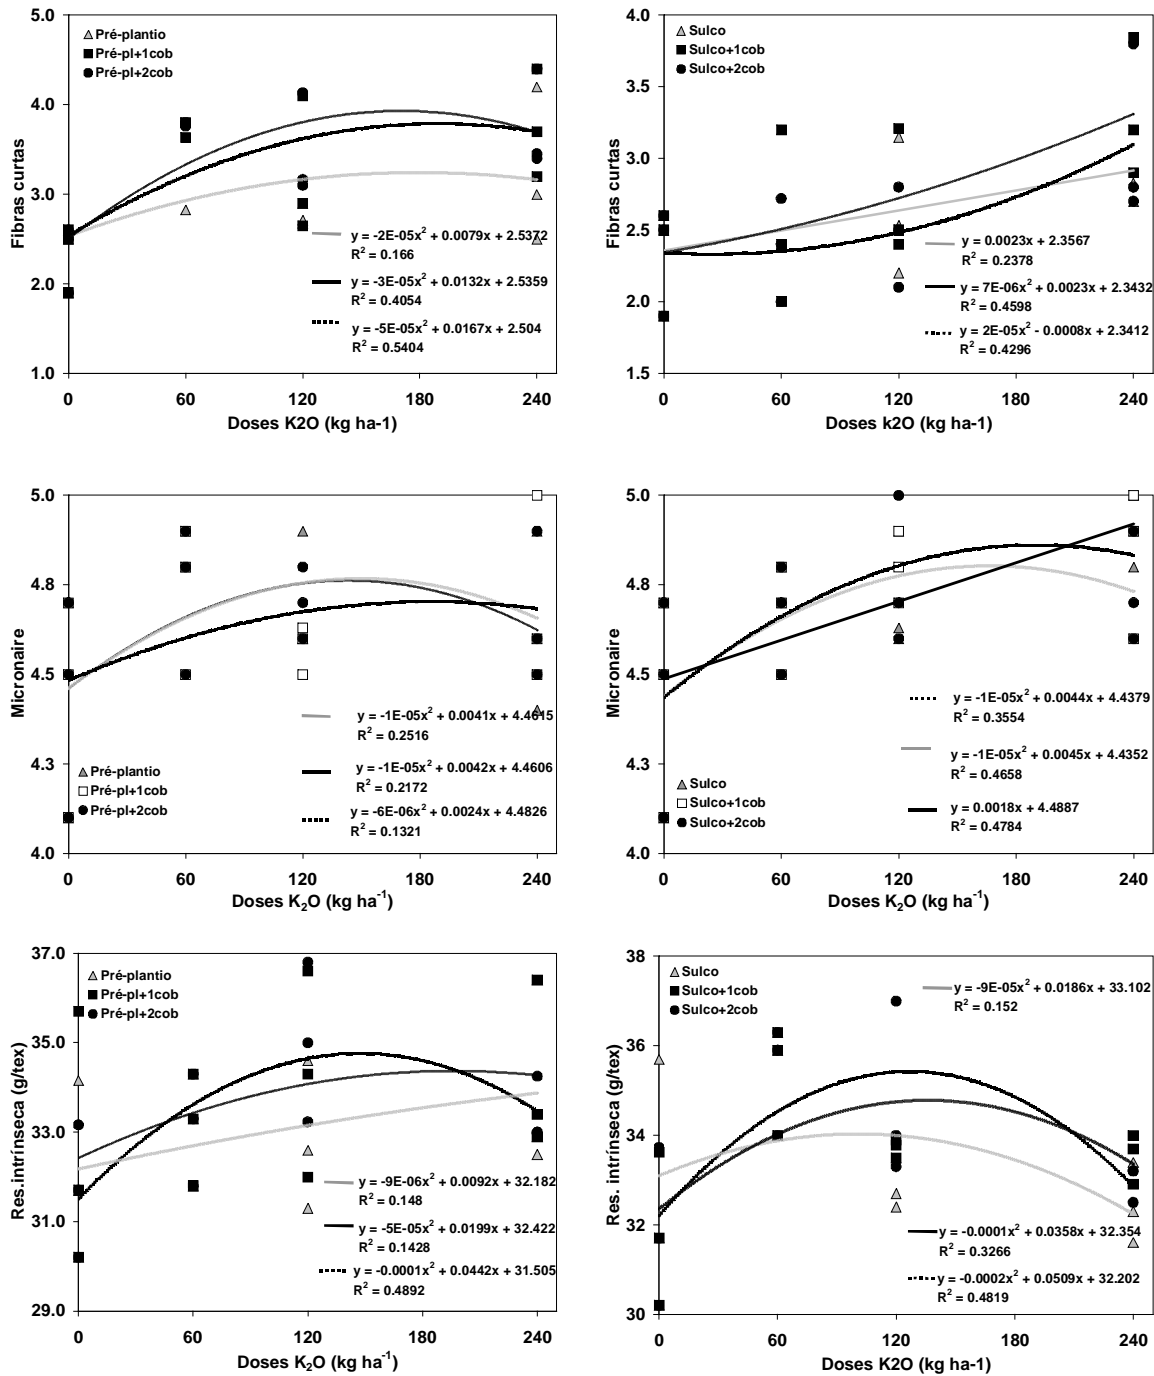 5.0
4.0
3.0
2.0
1.0
Fibras curtas
Pré-plantio
Pré-pl+1cob
Pré-pl+2cob
y = -2E-05x² + 0.0079x + 2.5372
R² = 0.166
y = -3E-05x² + 0.0132x + 2.5359
R² = 0.4054
y = -5E-05x² + 0.0167x + 2.504
R² = 0.5404
0 60 120 180 240
Doses K2O (kg ha-1)
4.0
3.5
3.0
2.5
2.0
1.5
Fibras curtas
Sulco
Sulco+1cob
Sulco+2cob
y = 0.0023x + 2.3567
R² = 0.2378
y = 7E-06x² + 0.0023x + 2.3432
R² = 0.4598
y = 2E-05x² - 0.0008x + 2.3412
R² = 0.4296
0 60 120 180 240
Doses k2O (kg ha-1)
5.0
4.8
4.5
4.3
4.0
Micronaire
y = -1E-05x² + 0.0041x + 4.4615
R² = 0.2516
y = -1E-05x² + 0.0042x + 4.4606
R² = 0.2172
y = -6E-06x² + 0.0024x + 4.4826
R² = 0.1321
Pré-plantio
Pré-pl+1cob
Pré-pl+2cob
0 60 120 180 240
Doses K₂O (kg ha⁻¹)
5.0
4.8
4.5
4.3
4.0
Micronaire
y = -1E-05x² + 0.0044x + 4.4379
R² = 0.3554
y = -1E-05x² + 0.0045x + 4.4352
R² = 0.4658
y = 0.0018x + 4.4887
R² = 0.4784
Sulco
Sulco+1cob
Sulco+2cob
0 60 120 180 240
Doses K₂O (kg ha⁻¹)
37.0
35.0
33.0
31.0
29.0
Res.intrínseca (g/tex)
Pré-plantio
Pré-pl+1cob
Pré-pl+2cob
y = -9E-06x² + 0.0092x + 32.182
R² = 0.148
y = -5E-05x² + 0.0199x + 32.422
R² = 0.1428
y = -0.0001x² + 0.0442x + 31.505
R² = 0.4892
0 60 120 180 240
Doses K₂O (kg ha⁻¹)
38
36
34
32
30
Res. intrínseca (g/tex)
Sulco
Sulco+1cob
Sulco+2cob
y = -9E-05x² + 0.0186x + 33.102
R² = 0.152
y = -0.0001x² + 0.0358x + 32.354
R² = 0.3266
y = -0.0002x² + 0.0509x + 32.202
R² = 0.4819
0 60 120 180 240
Doses K2O (kg ha-1)